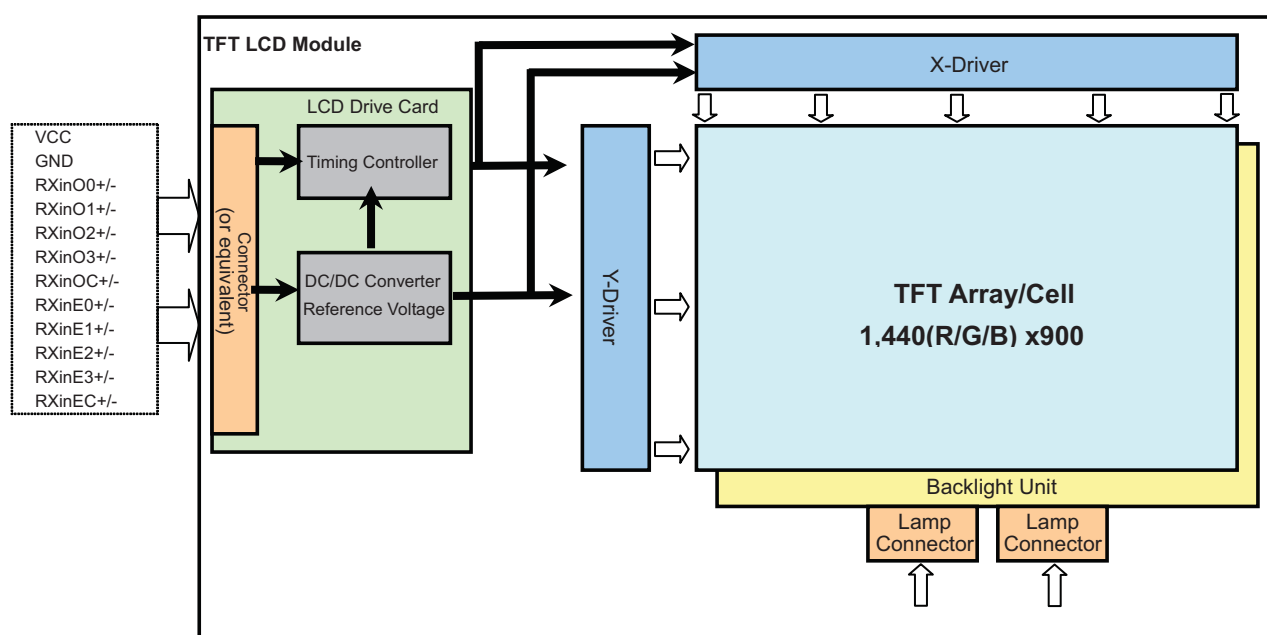 TFT LCD Module
VCC
GND
RXinO0+/-
RXinO1+/-
RXinO2+/-
RXinO3+/-
RXinOC+/-
RXinE0+/-
RXinE1+/-
RXinE2+/-
RXinE3+/-
RXinEC+/-
LCD Drive Card
Connector
(or equivalent)
Timing Controller
DC/DC Converter
Reference Voltage
X-Driver
Y-Driver
TFT Array/Cell
1,440(R/G/B) x900
Backlight Unit
Lamp
Connector
Lamp
Connector